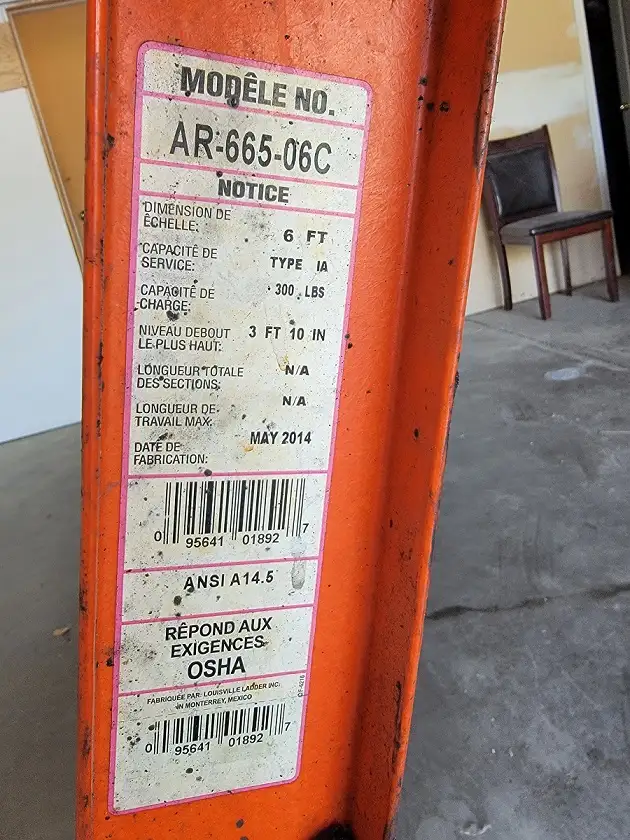 MODÊLE NO.
AR-665-06C
NOTICE
DIMENSION DE
ÊCHELLE: 6 FT
CAPACITÊ DE
SERVICE: TYPE IA
CAPAÇITÊ DE 300 LBS
CHARGE:
NIVEAU DEBOUT 3 FT 10 IN
LE PLUS HAUT:
LONGUEUR TOTALE N/A
DES SECTIONS:
LONGUEUR DE N/A
TRAVAIL MAX.
DATE DE MAY 2014
FABRICATION:
0 95641 01892 7
ANSI A14.5
RÊPOND AUX
EXIGENCES
OSHA
FABRIQUÉE PAR: LOUISVILLE LADDER INC.
IN MONTERREY, MEXICO
0 95641 01892 7